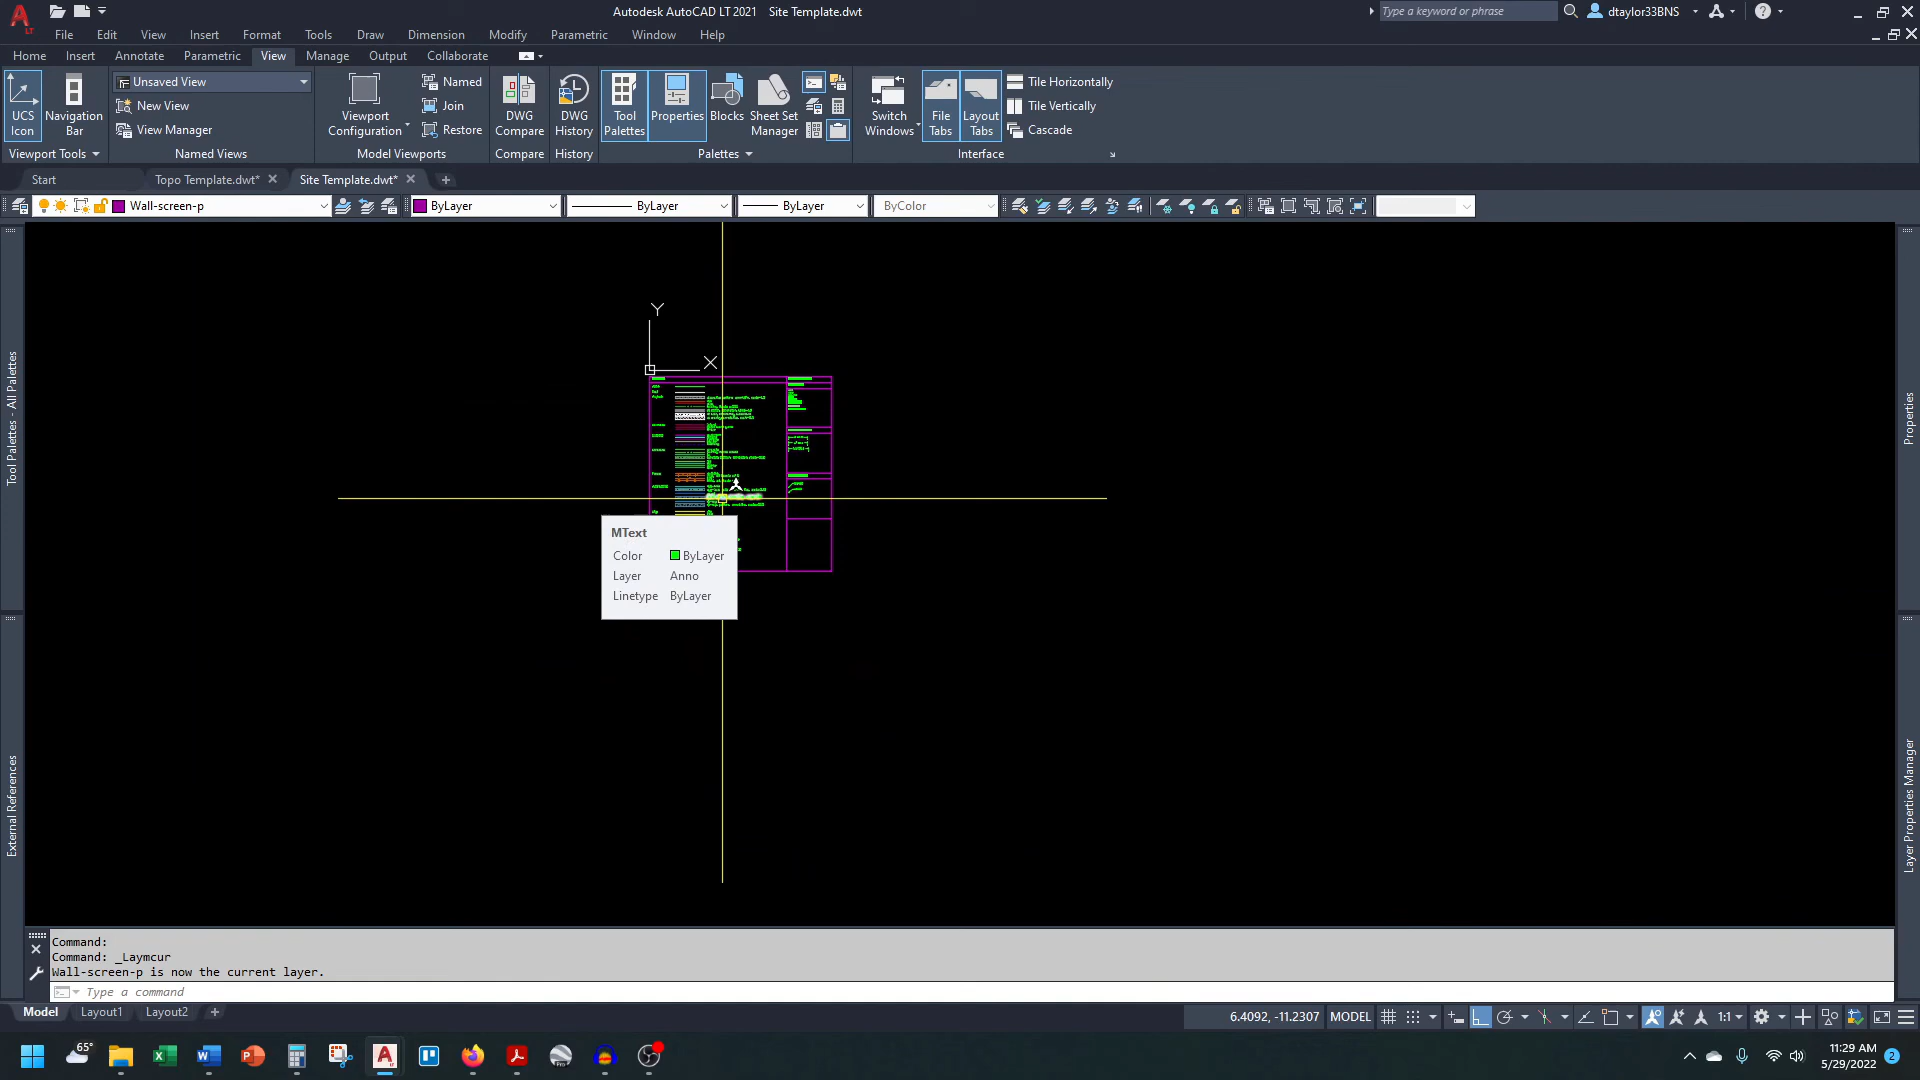 Autodesk AutoCAD LT 2021 Site Template.dwt
Type a keyword or phrase
dtaylor33BNS
LT
File Edit View Insert Format Tools Draw Dimension Modify Parametric Window Help
Home Insert Annotate Parametric View Manage Output Collaborate
UCS Icon
Navigation Bar
Viewport Tools
Unsaved View
New View
View Manager
Named Views
Viewport Configuration
Named
Join
Restore
Model Viewports
DWG Compare
Compare
DWG History
History
Tool Palettes
Properties
Blocks
Sheet Set Manager
Palettes
Switch Windows
File Tabs
Layout Tabs
Tile Horizontally
Tile Vertically
Cascade
Interface
Start Topo Template.dwt* Site Template.dwt*
Wall-screen-p ByLayer ByLayer ByLayer ByColor
Tool Palettes - All Palettes
External References
Properties
Layer Properties Manager
Y
X
MText
Color ByLayer
Layer Anno
Linetype ByLayer
Command:
Command: _Laymcur
Wall-screen-p is now the current layer.
Type a command
Model Layout1 Layout2
6.4092, -11.2307 MODEL 1:1
65°
11:29 AM
5/29/2022
2